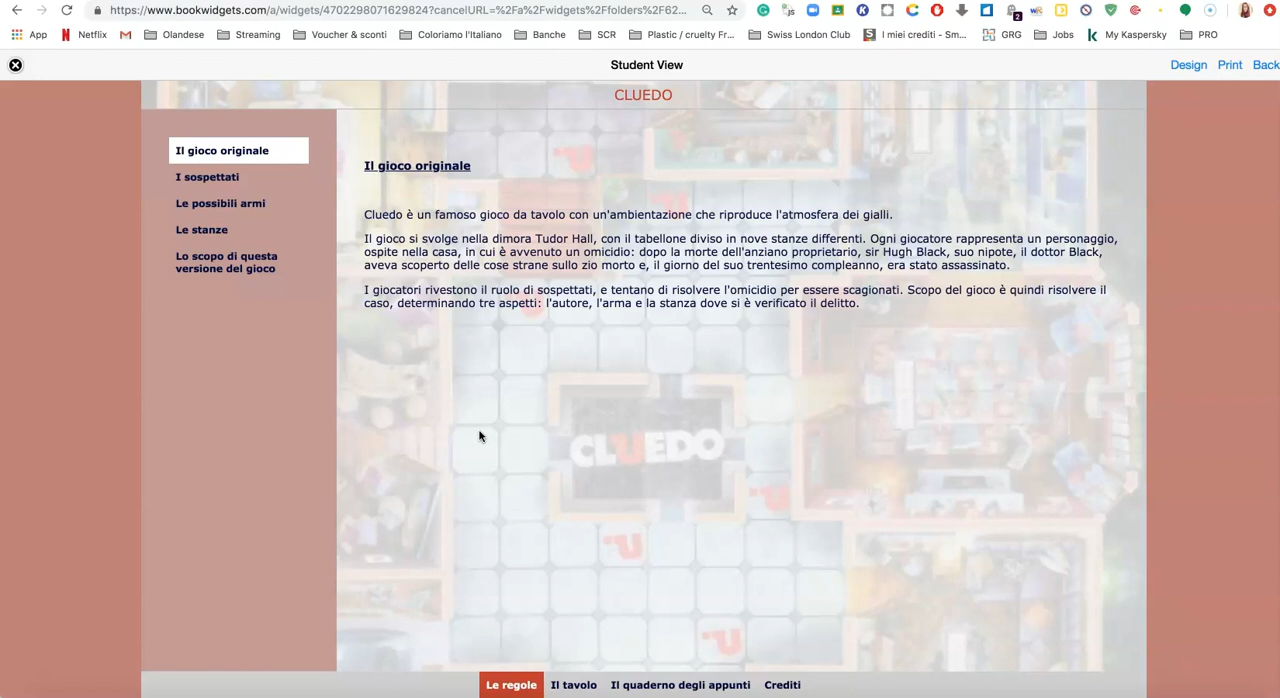 https://www.bookwidgets.com/a/widgets/4702298071629824?cancelURL=%2Fa%2Fwidgets%2Ffolders%2F62...
App Netflix Olandese Streaming Voucher & sconti Coloriamo l'Italiano Banche SCR Plastic / cruelty Fr... Swiss London Club I miei crediti - Sm... GRG Jobs My Kaspersky PRO
Student View
Design Print Back
CLUEDO
Il gioco originale
I sospettati
Le possibili armi
Le stanze
Lo scopo di questa
versione del gioco
Il gioco originale
Cluedo è un famoso gioco da tavolo con un'ambientazione che riproduce l'atmosfera dei gialli.
Il gioco si svolge nella dimora Tudor Hall, con il tabellone diviso in nove stanze differenti. Ogni giocatore rappresenta un personaggio,
ospite nella casa, in cui è avvenuto un omicidio: dopo la morte dell'anziano proprietario, sir Hugh Black, suo nipote, il dottor Black,
aveva scoperto delle cose strane sullo zio morto e, il giorno del suo trentesimo compleanno, era stato assassinato.
I giocatori rivestono il ruolo di sospettati, e tentano di risolvere l'omicidio per essere scagionati. Scopo del gioco è quindi risolvere il
caso, determinando tre aspetti: l'autore, l'arma e la stanza dove si è verificato il delitto.
CLUEDO
Le regole Il tavolo Il quaderno degli appunti Crediti